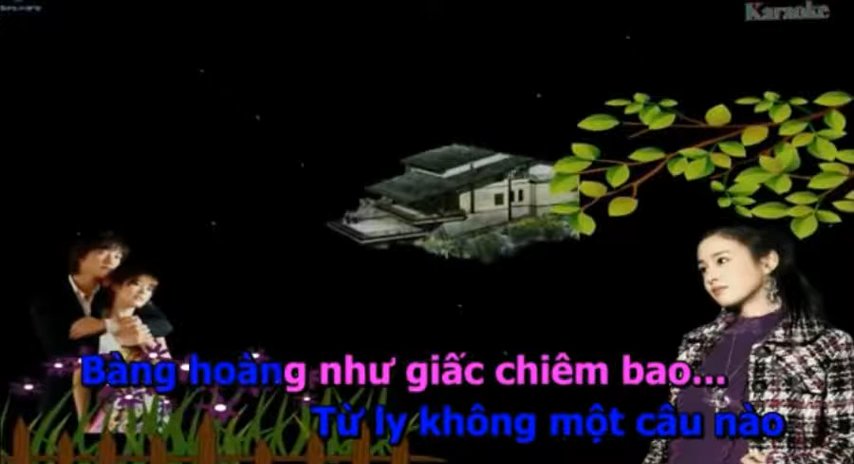 Karaoke
Bàng hoàng như giấc chiêm bao...
Từ ly không một câu nào